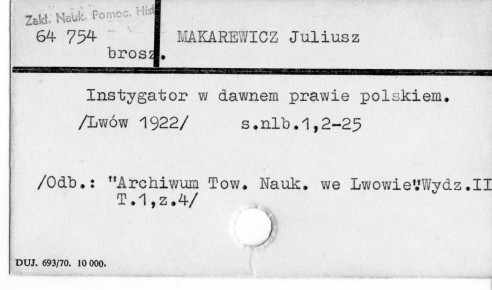 Zakł. Nauk. Pomoc. Hist
64 754
MAKAREWICZ Juliusz
brosz.
Instygator w dawnem prawie polskiem.
/Lwów 1922/ s.nlb.1,2-25
/Odb.: "Archiwum Tow. Nauk. we Lwowie".Wydz.II
T.1,z.4/
DUJ. 693/70. 10 000.